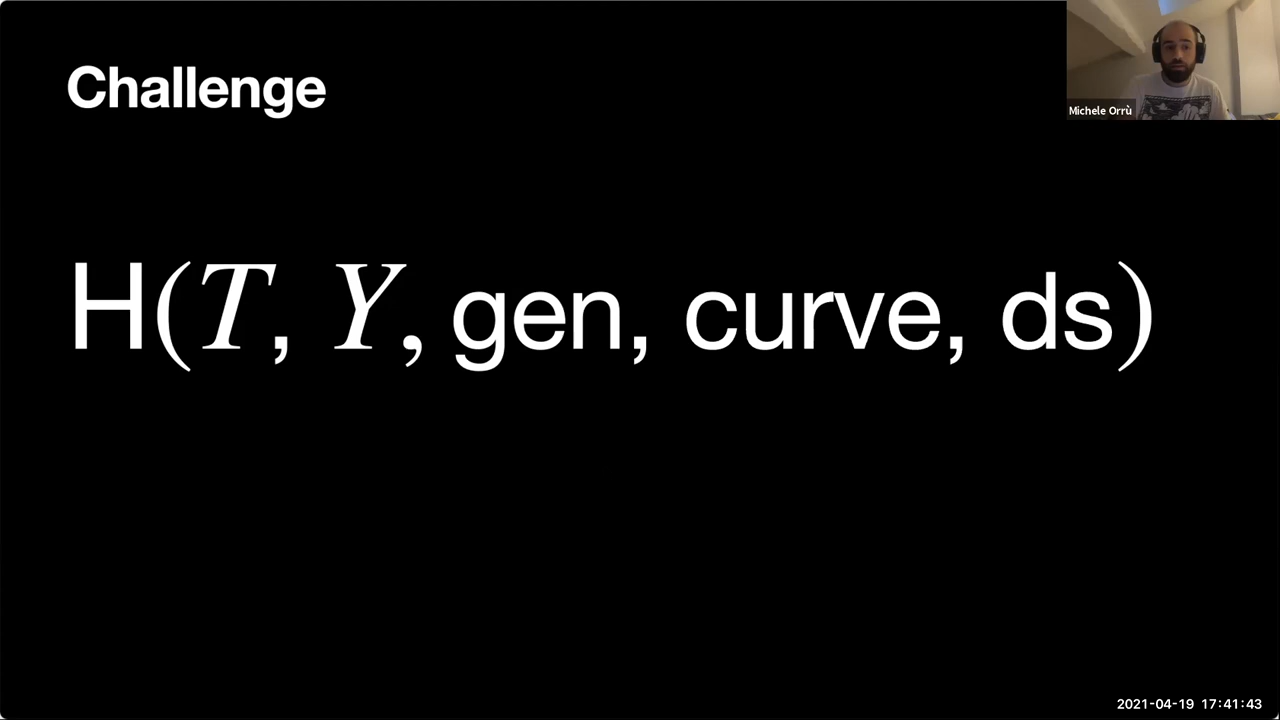 Challenge
Michele Orrù
H(T, Y, gen, curve, ds)
2021-04-19 17:41:43